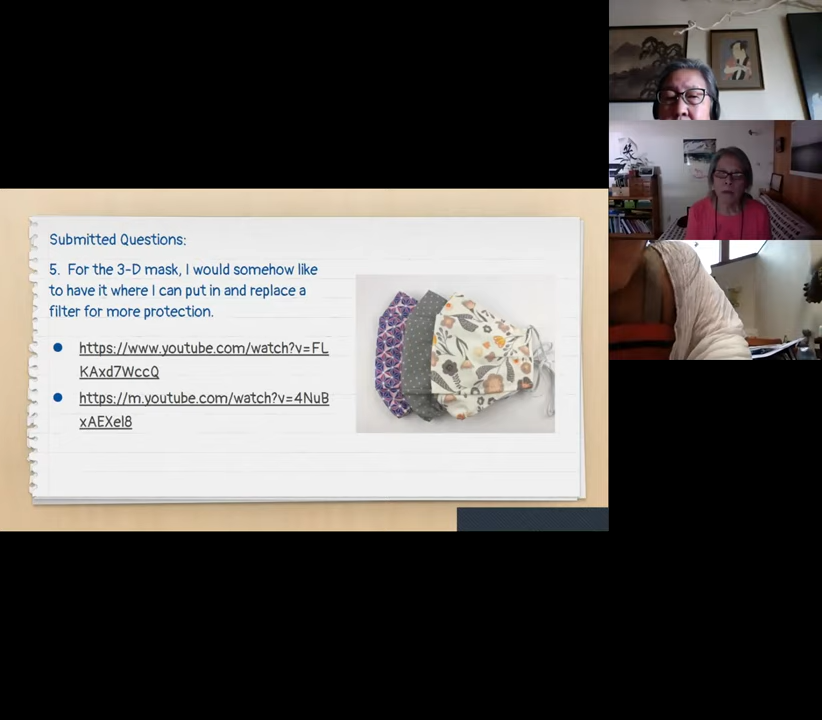 Submitted Questions:
5. For the 3-D mask, I would somehow like
to have it where I can put in and replace a
filter for more protection.
https://www.youtube.com/watch?v=FL
KAxd7WccQ
https://m.youtube.com/watch?v=4NuB
xAEXel8